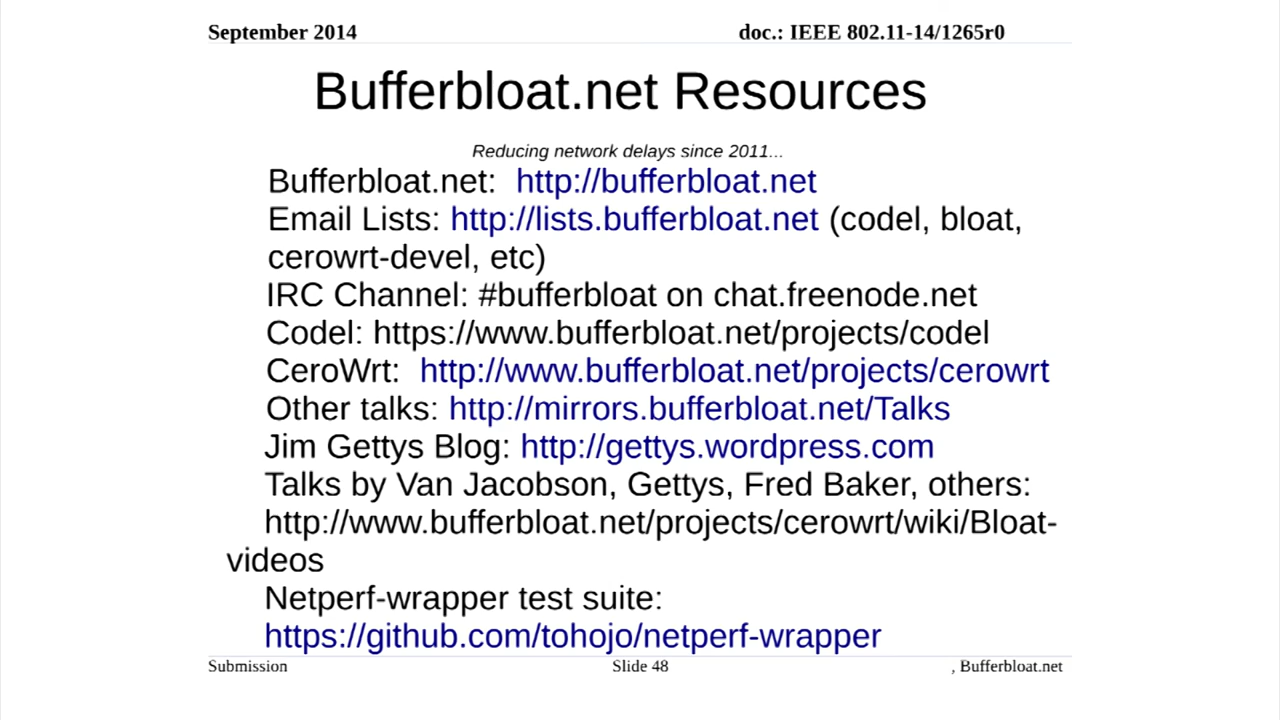 September 2014 doc.: IEEE 802.11-14/1265r0
Bufferbloat.net Resources
Reducing network delays since 2011...
Bufferbloat.net: http://bufferbloat.net
Email Lists: http://lists.bufferbloat.net (codel, bloat,
cerowrt-devel, etc)
IRC Channel: #bufferbloat on chat.freenode.net
Codel: https://www.bufferbloat.net/projects/codel
CeroWrt: http://www.bufferbloat.net/projects/cerowrt
Other talks: http://mirrors.bufferbloat.net/Talks
Jim Gettys Blog: http://gettys.wordpress.com
Talks by Van Jacobson, Gettys, Fred Baker, others:
http://www.bufferbloat.net/projects/cerowrt/wiki/Bloat-
videos
Netperf-wrapper test suite:
https://github.com/tohojo/netperf-wrapper
Submission Slide 48 , Bufferbloat.net